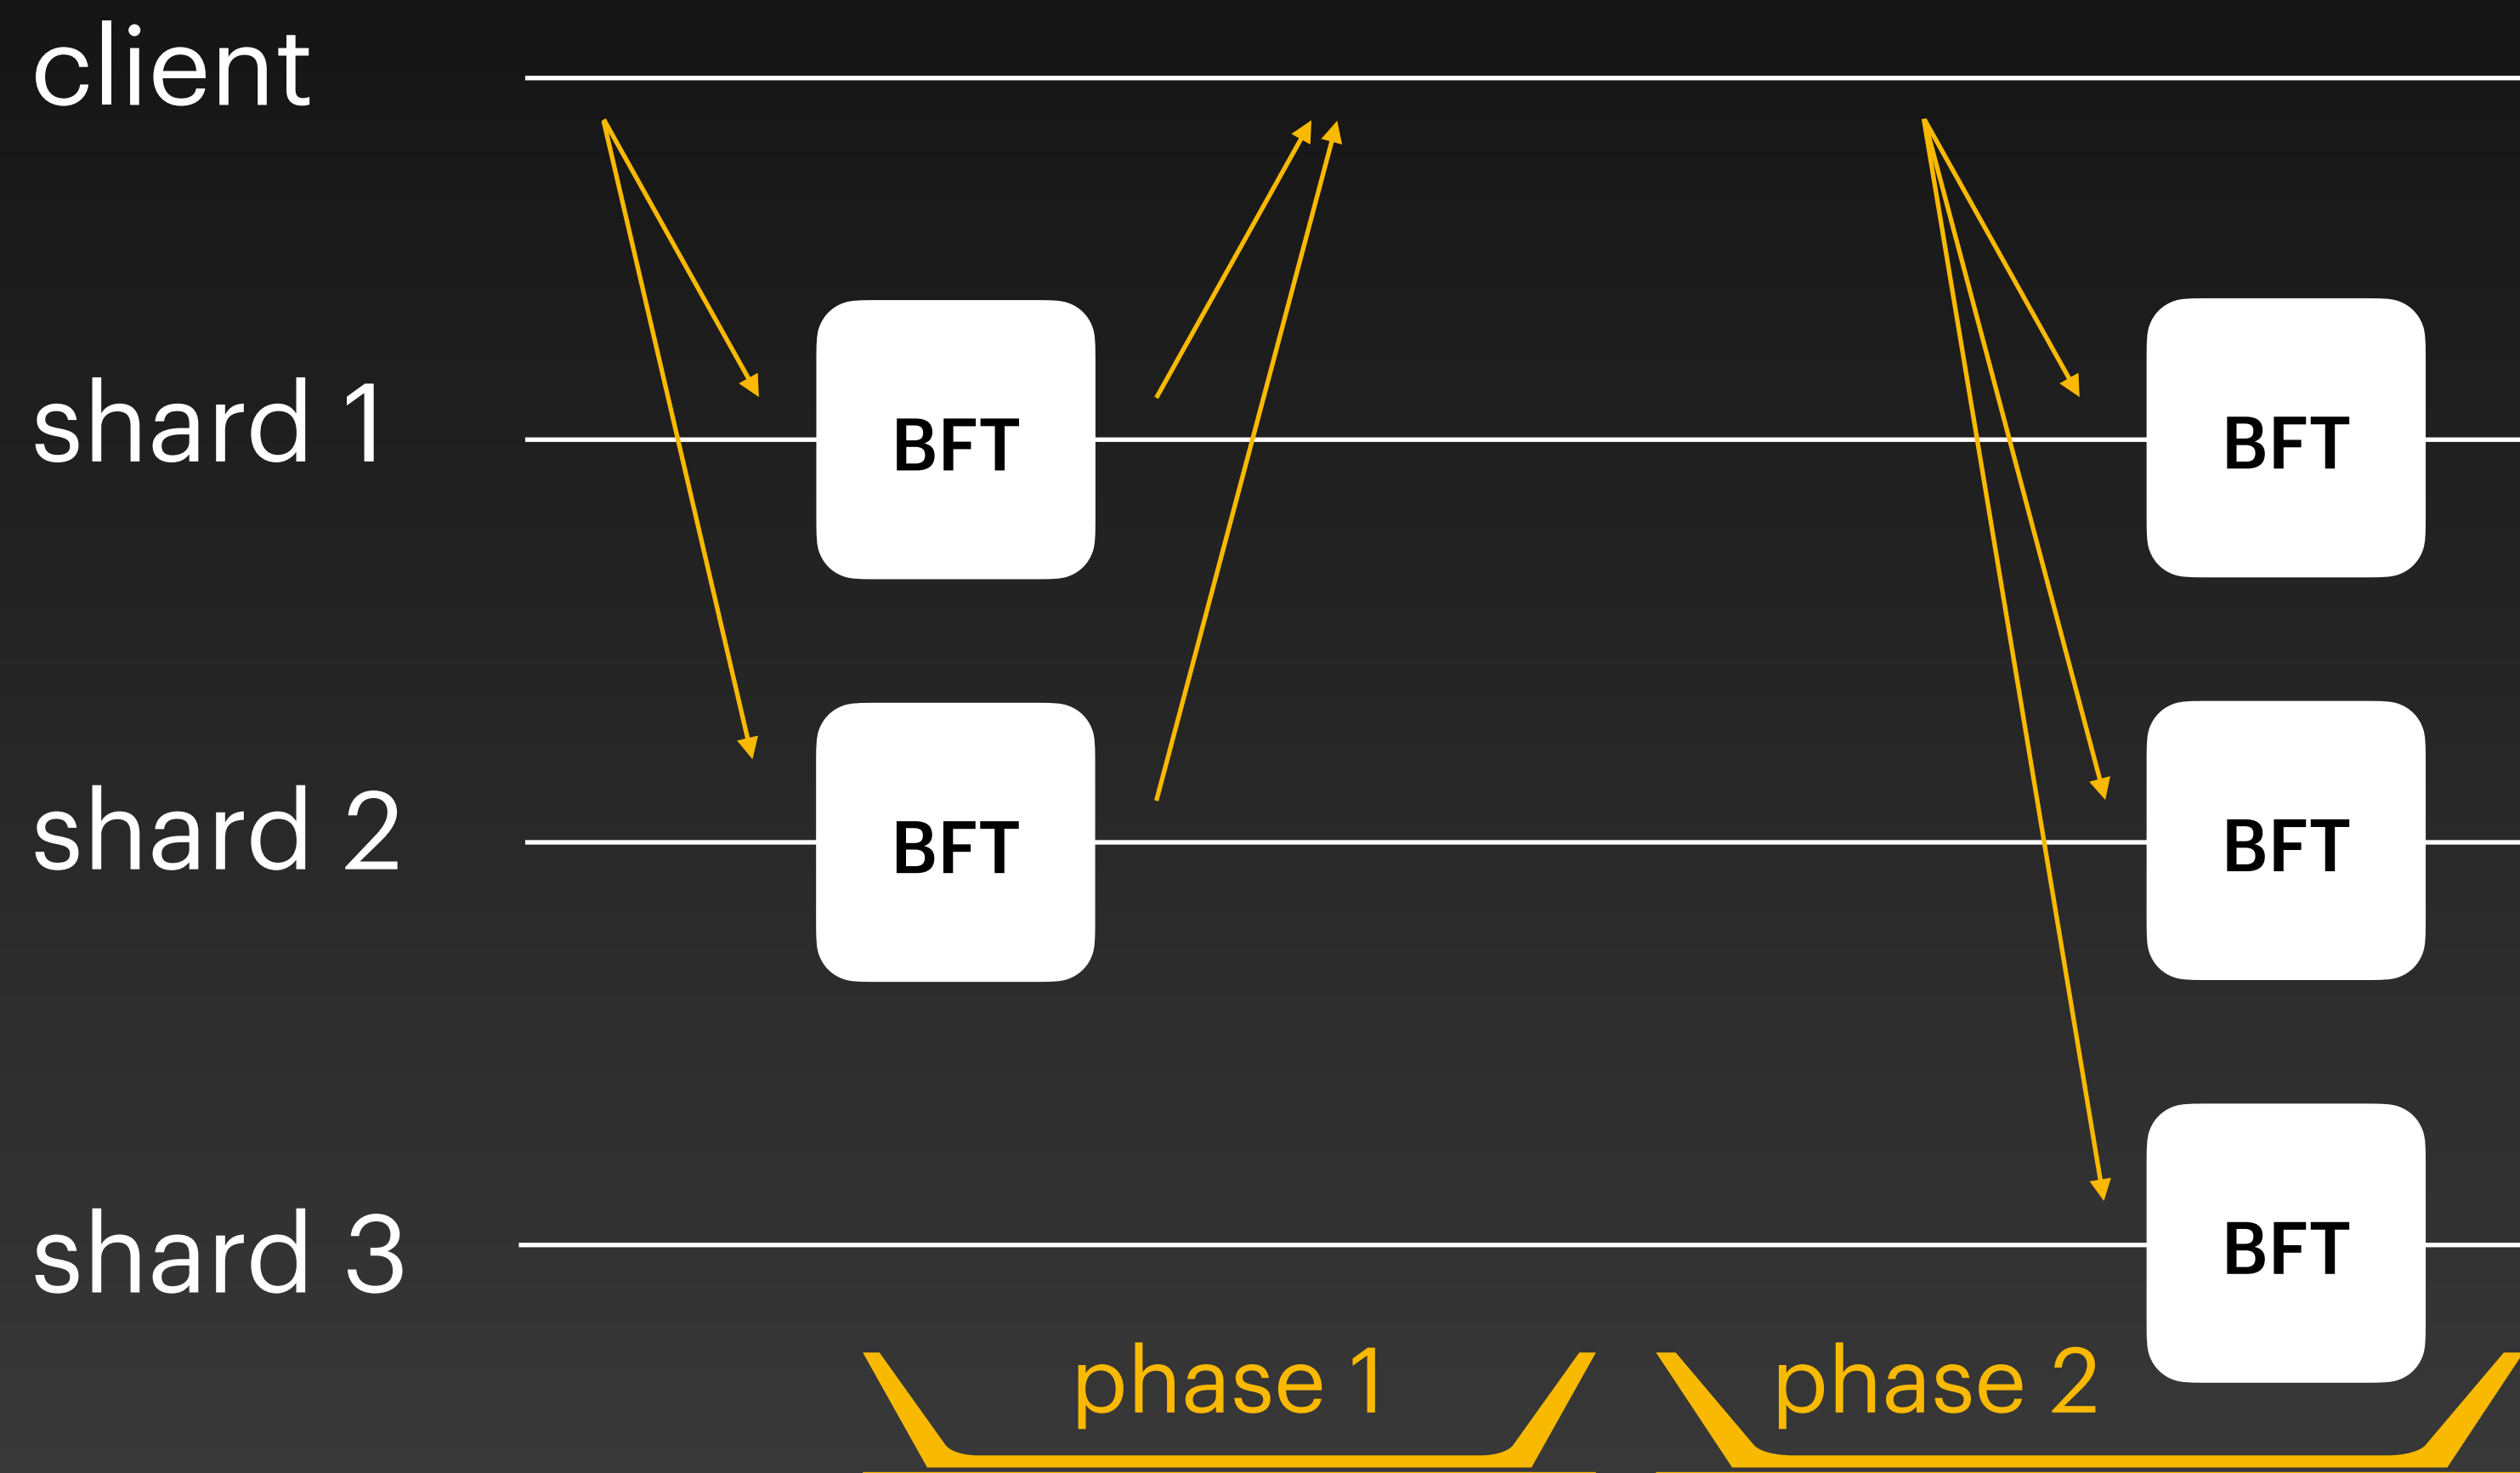 client
shard 1
BFT
BFT
shard 2
BFT
BFT
shard 3
BFT
phase 1
phase 2